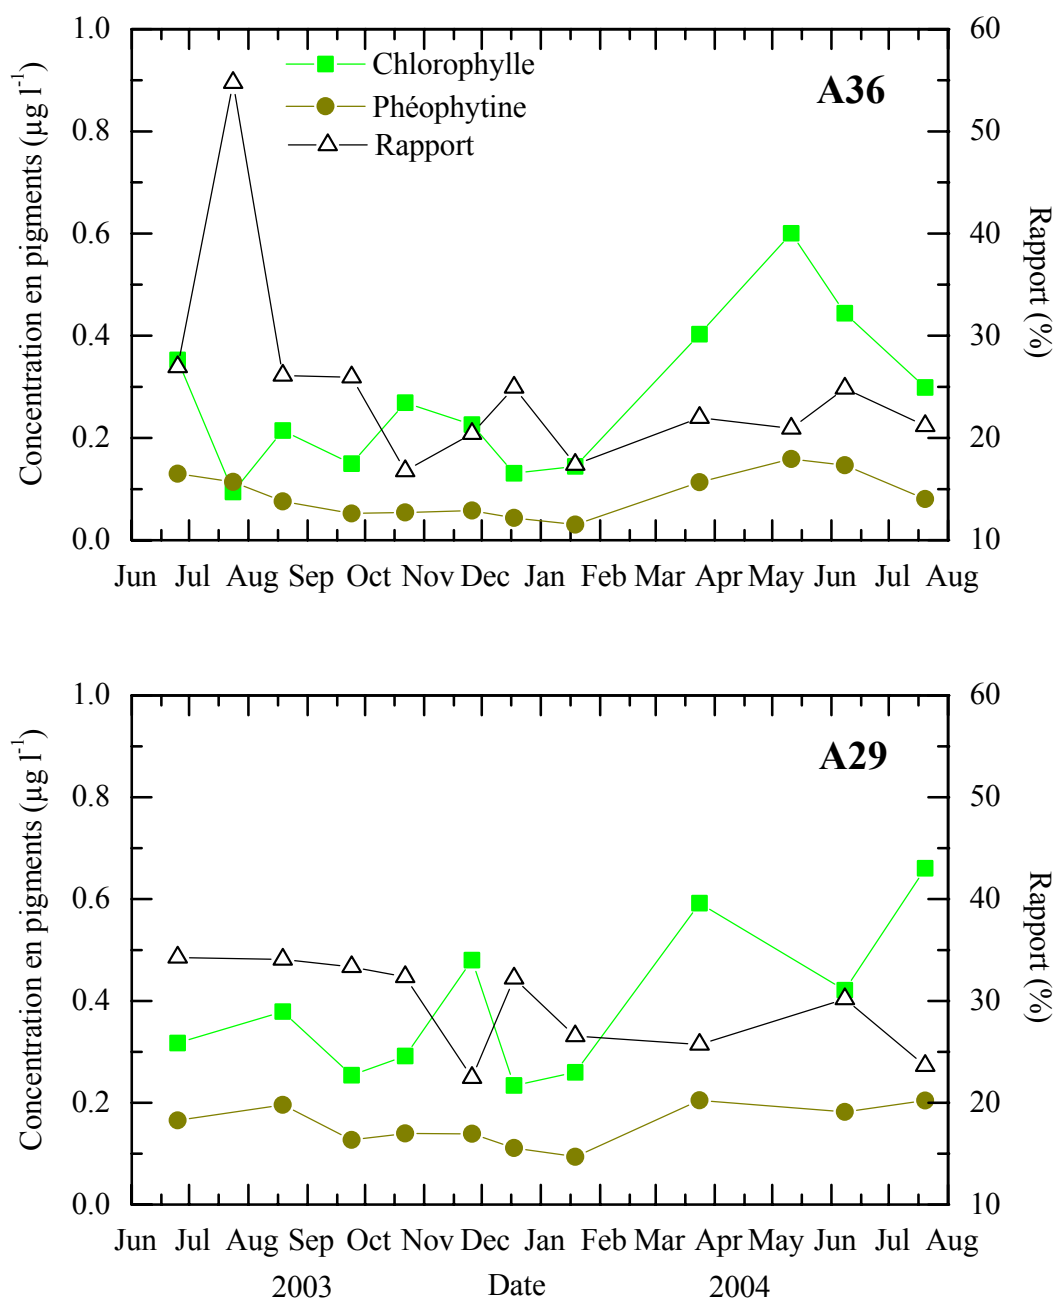 1.0
0.8
0.6
0.4
0.2
0.0
Concentration en pigments (µg l⁻¹)
Chlorophylle
Phéophytine
Rapport
A36
60
50
40
30
20
10
Rapport (%)
Jun Jul Aug Sep Oct Nov Dec Jan Feb Mar Apr May Jun Jul Aug
1.0
0.8
0.6
0.4
0.2
0.0
Concentration en pigments (µg l⁻¹)
A29
60
50
40
30
20
10
Rapport (%)
Jun Jul Aug Sep Oct Nov Dec Jan Feb Mar Apr May Jun Jul Aug
2003 Date 2004